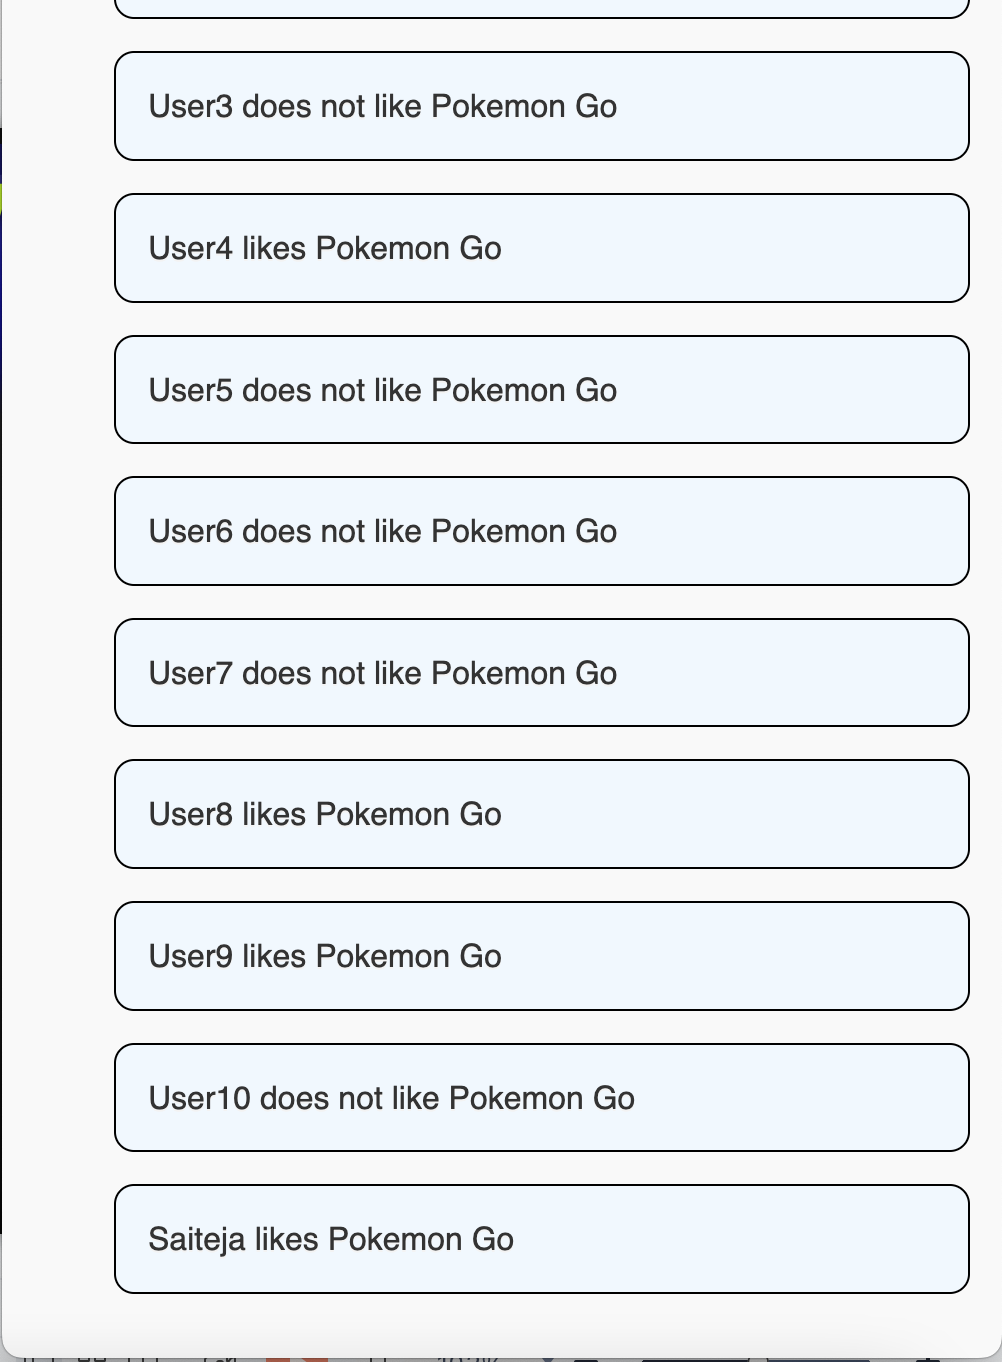 User3 does not like Pokemon Go
User4 likes Pokemon Go
User5 does not like Pokemon Go
User6 does not like Pokemon Go
User7 does not like Pokemon Go
User8 likes Pokemon Go
User9 likes Pokemon Go
User10 does not like Pokemon Go
Saiteja likes Pokemon Go